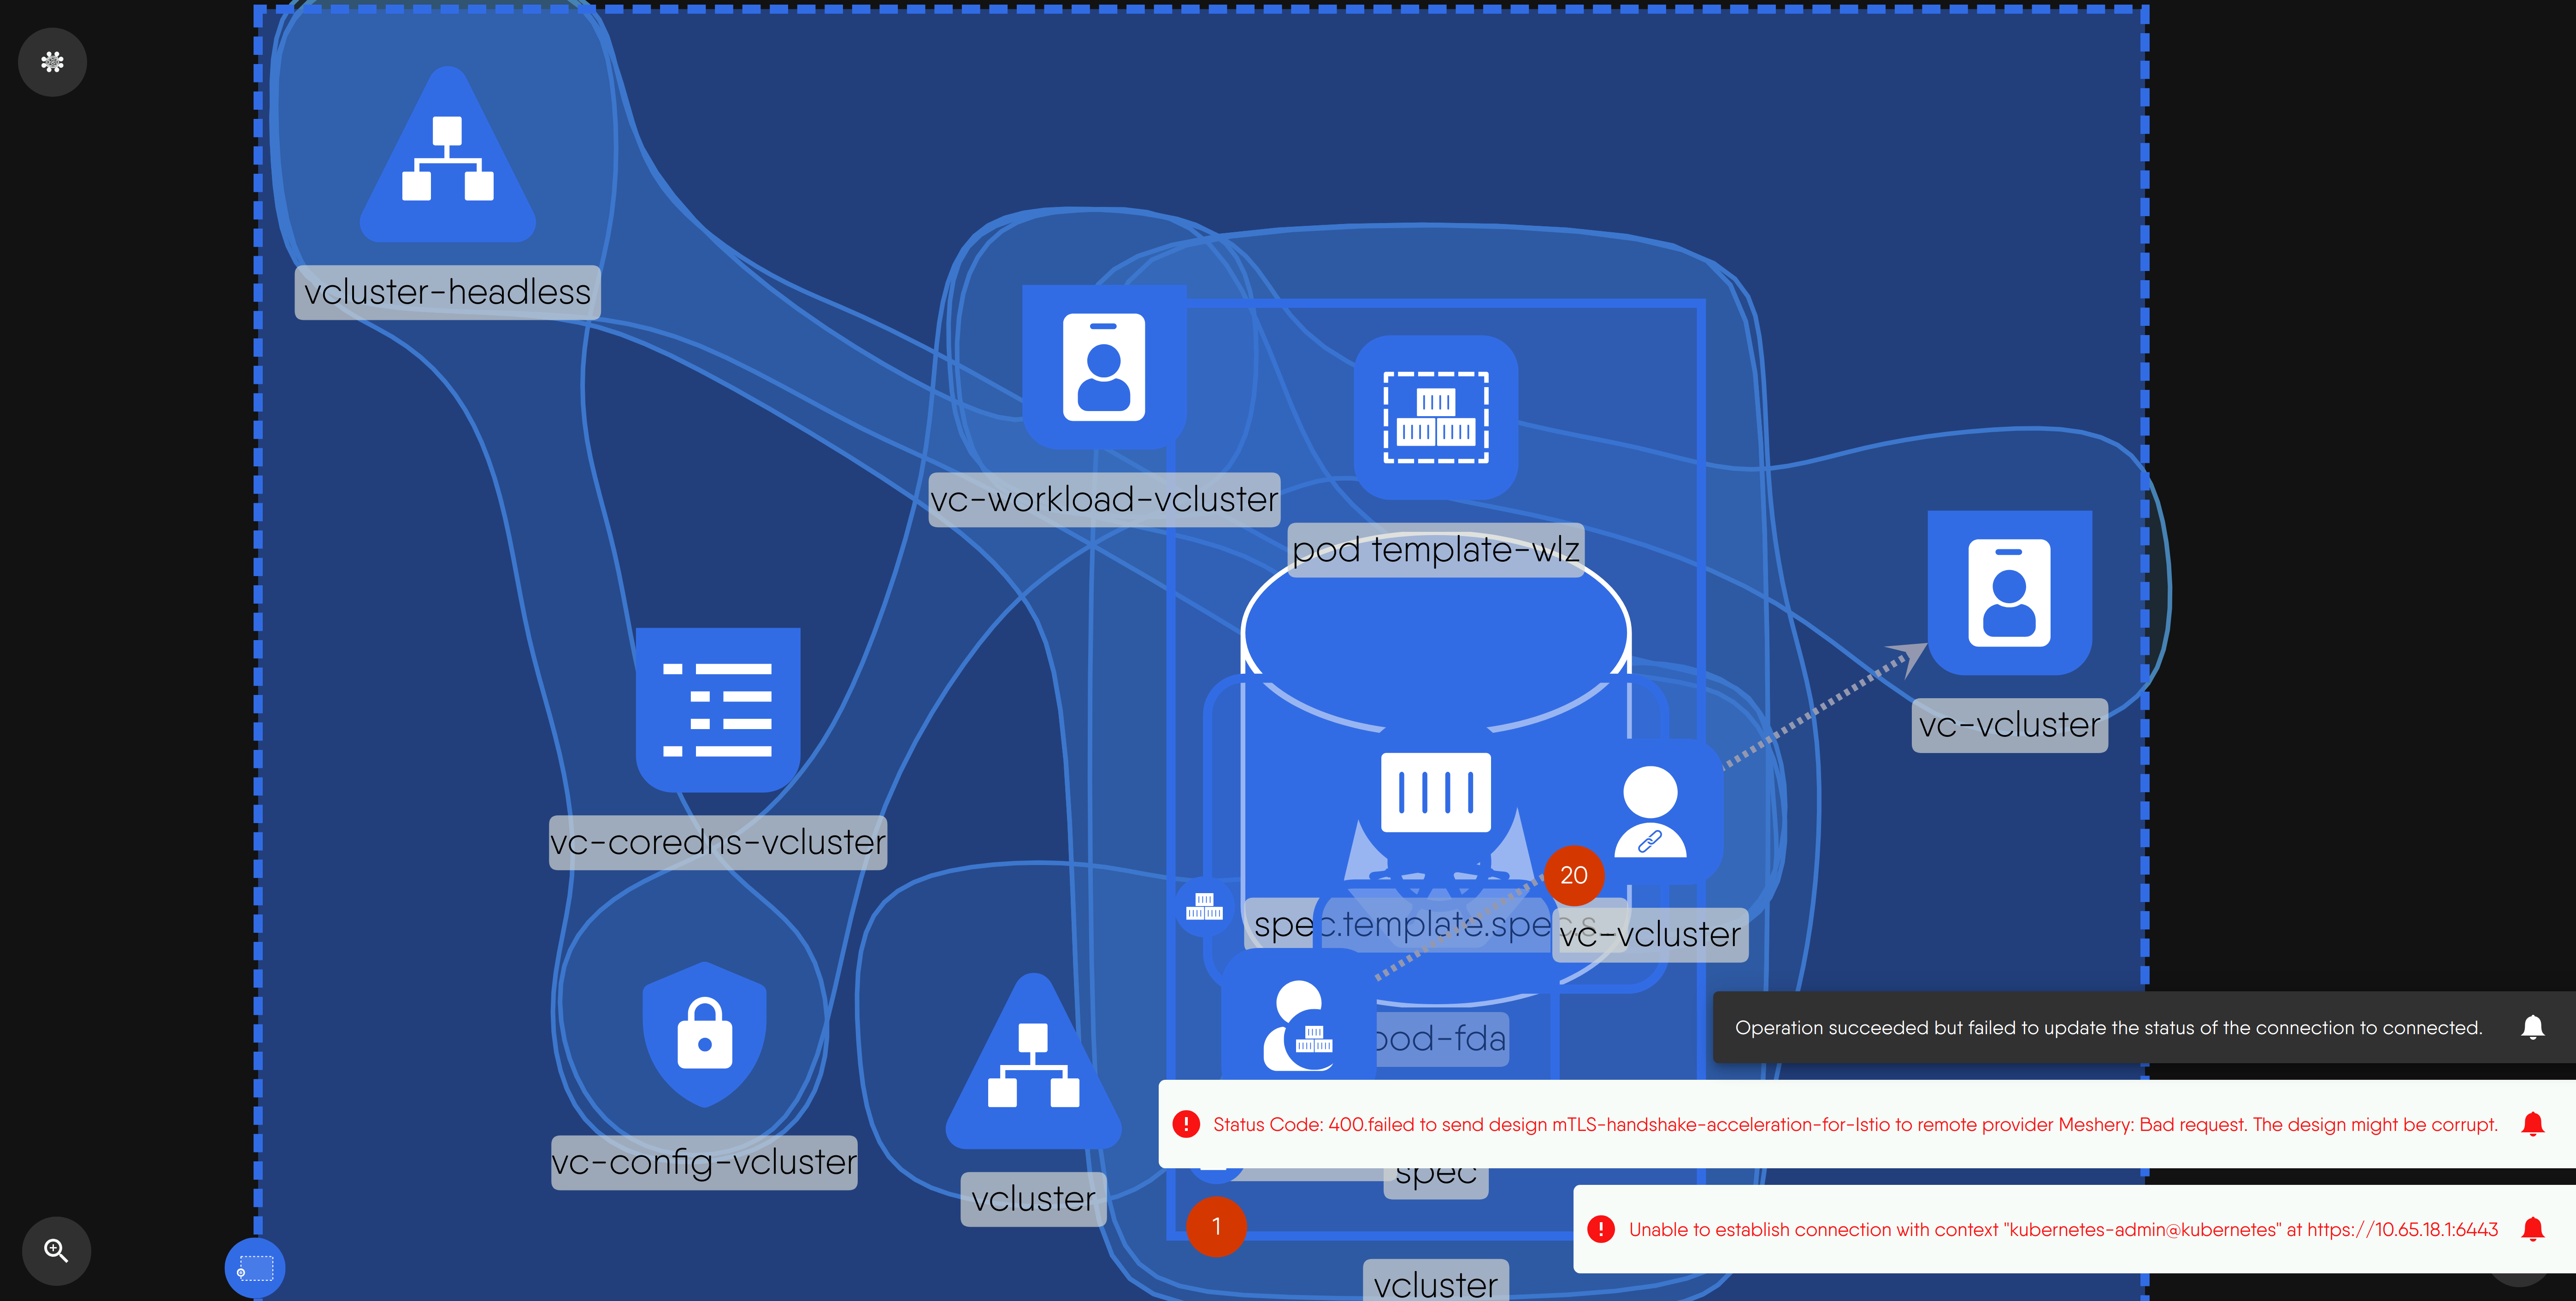 vcluster-headless
vc-workload-vcluster
pod template-wlz
vc-vcluster
vc-coredns-vcluster
20
spec.template.spec.s...
vc-vcluster
pod-fda
Operation succeeded but failed to update the status of the connection to connected.
Status Code: 400.failed to send design mTLS-handshake-acceleration-for-Istio to remote provider Meshery: Bad request. The design might be corrupt.
vc-config-vcluster
spec
vcluster
1
Unable to establish connection with context "kubernetes-admin@kubernetes" at https://10.65.18.1:6443
vcluster